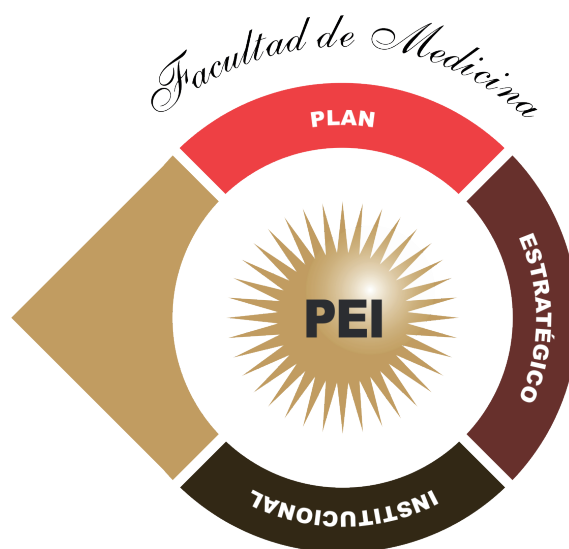 Facultad de Medicina
PLAN
ESTRATÉGICO
INSTITUCIONAL
PEI